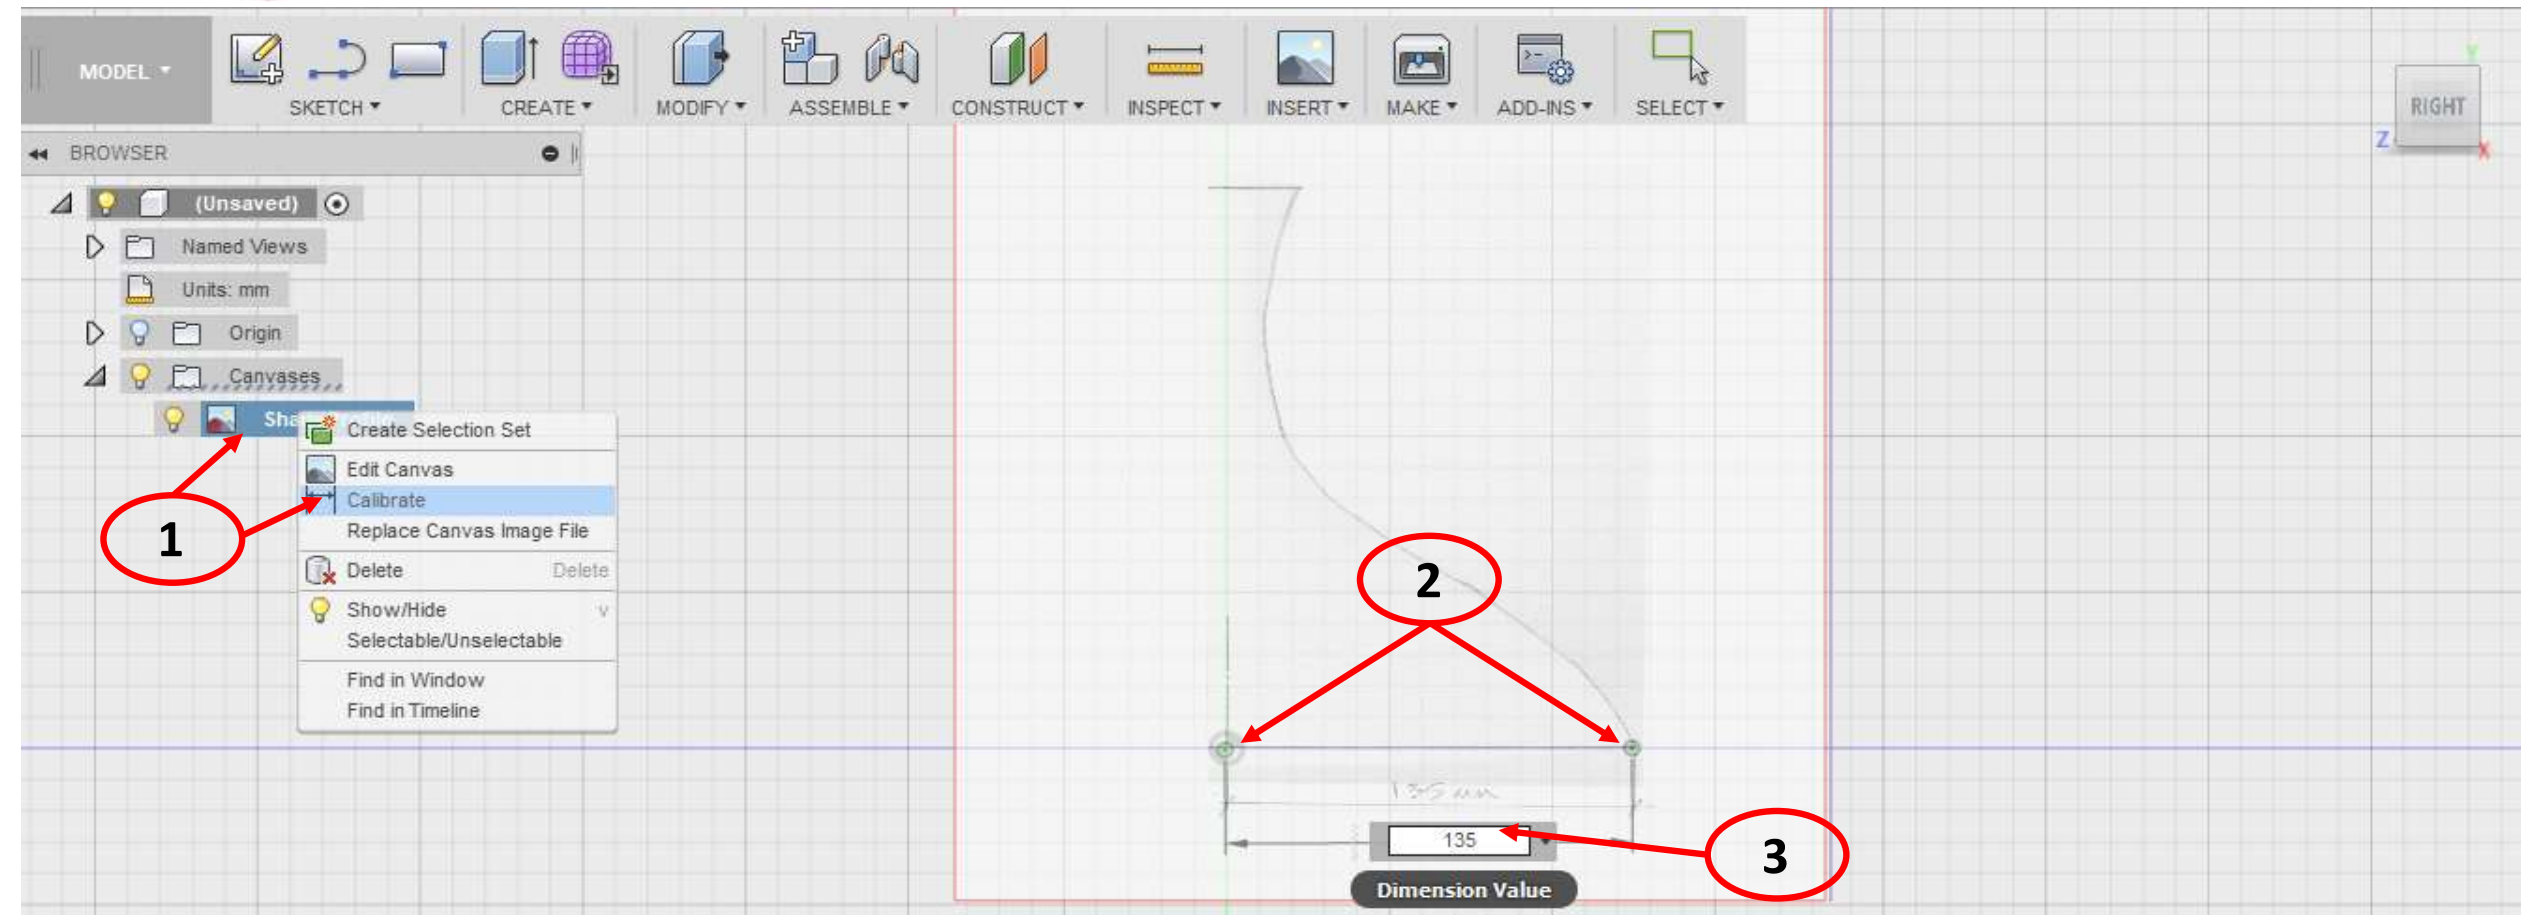 MODEL
SKETCH
CREATE
MODIFY
ASSEMBLE
CONSTRUCT
INSPECT
INSERT
MAKE
ADD-INS
SELECT
Y
RIGHT
Z
X
BROWSER
(Unsaved)
Named Views
Units: mm
Origin
Canvases
Create Selection Set
Edit Canvas
Calibrate
Replace Canvas Image File
Delete Delete
Show/Hide v
Selectable/Unselectable
Find in Window
Find in Timeline
1
2
135 mm
135
3
Dimension Value